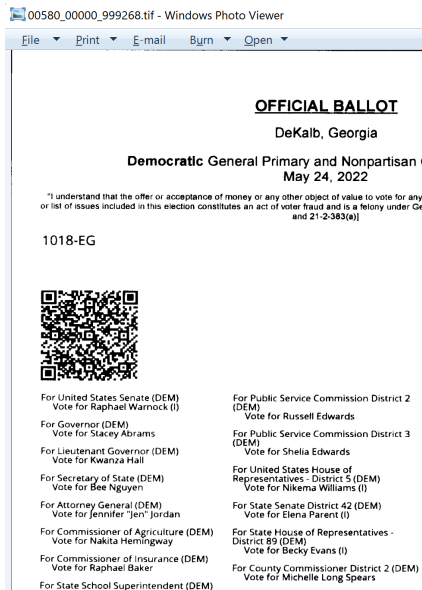 00580_00000_999268.tif - Windows Photo Viewer
File Print E-mail Burn Open
OFFICIAL BALLOT
DeKalb, Georgia
Democratic General Primary and Nonpartisan
May 24, 2022
"I understand that the offer or acceptance of money or any other object of value to vote for any
or list of issues included in this election constitutes an act of voter fraud and is a felony under Ge
and 21-2-383(a)]
1018-EG
For United States Senate (DEM)
Vote for Raphael Warnock (I)
For Governor (DEM)
Vote for Stacey Abrams
For Lieutenant Governor (DEM)
Vote for Kwanza Hall
For Secretary of State (DEM)
Vote for Bee Nguyen
For Attorney General (DEM)
Vote for Jennifer "Jen" Jordan
For Commissioner of Agriculture (DEM)
Vote for Nakita Hemingway
For Commissioner of Insurance (DEM)
Vote for Raphael Baker
For State School Superintendent (DEM)
For Public Service Commission District 2
(DEM)
Vote for Russell Edwards
For Public Service Commission District 3
(DEM)
Vote for Shelia Edwards
For United States House of
Representatives - District 5 (DEM)
Vote for Nikema Williams (I)
For State Senate District 42 (DEM)
Vote for Elena Parent (I)
For State House of Representatives -
District 89 (DEM)
Vote for Becky Evans (I)
For County Commissioner District 2 (DEM)
Vote for Michelle Long Spears